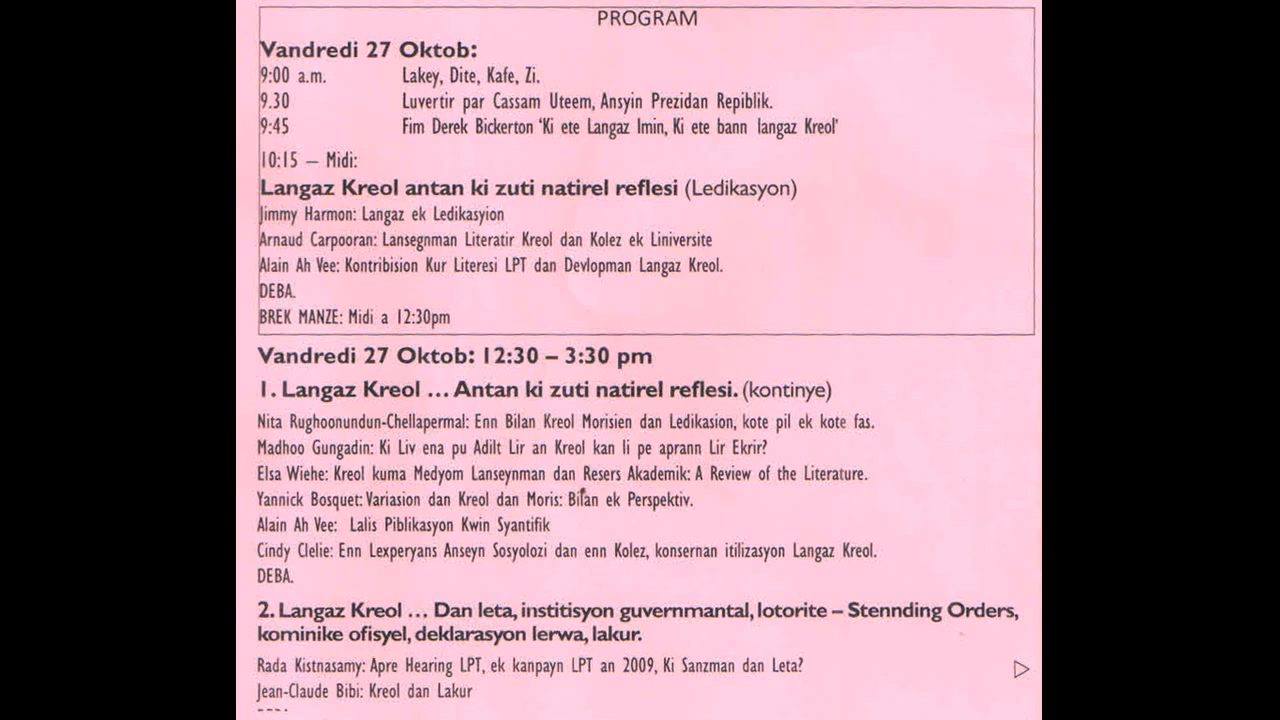 PROGRAM
Vandredi 27 Oktob:
9:00 a.m. Lakey, Dite, Kafe, Zi.
9.30 Luvertir par Cassam Uteem, Ansyin Prezidan Repiblik.
9:45 Fim Derek Bickerton ‘Ki ete Langaz Imin, Ki ete bann langaz Kreol’
10:15 – Midi:
Langaz Kreol antan ki zuti natirel reflesi (Ledikasyon)
Jimmy Harmon: Langaz ek Ledikasyion
Arnaud Carpooran: Lansegnman Literatir Kreol dan Kolez ek Liniversite
Alain Ah Vee: Kontribision Kur Literesi LPT dan Devlopman Langaz Kreol.
DEBA.
BREK MANZE: Midi a 12:30pm
Vandredi 27 Oktob: 12:30 – 3:30 pm
1. Langaz Kreol … Antan ki zuti natirel reflesi. (kontinye)
Nita Rughoonundun-Chellapermal: Enn Bilan Kreol Morisien dan Ledikasion, kote pil ek kote fas.
Madhoo Gungadin: Ki Liv ena pu Adilt Lir an Kreol kan li pe aprann Lir Ekrir?
Elsa Wiehe: Kreol kuma Medyom Lanseynman dan Resers Akademik: A Review of the Literature.
Yannick Bosquet: Variasion dan Kreol dan Moris: Bilan ek Perspektiv.
Alain Ah Vee: Lalis Piblikasyon Kwin Syantifik
Cindy Clelie: Enn Lexperyans Anseyn Sosyolozi dan enn Kolez, konsernan itilizasyon Langaz Kreol.
DEBA.
2. Langaz Kreol … Dan leta, institisyon guvernmantal, lotorite – Stennding Orders,
kominike ofisyel, deklarasyon lerwa, lakur.
Rada Kistnasamy: Apre Hearing LPT, ek kanpayn LPT an 2009, Ki Sanzman dan Leta?
Jean-Claude Bibi: Kreol dan Lakur